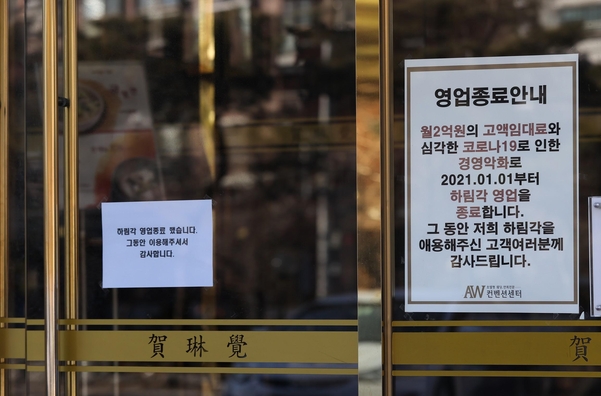 하림각 영업종료 했습니다.
그동안 이용해주셔서
감사합니다.
영업종료안내
월2억원의 고액임대료와
심각한 코로나19로 인한
경영악화로
2021.01.01부터
하림각 영업을
종료합니다.
그 동안 저희 하림각을
애용해주신 고객여러분께
감사드립니다.
AW
컨벤션센터
賀琳覺
賀